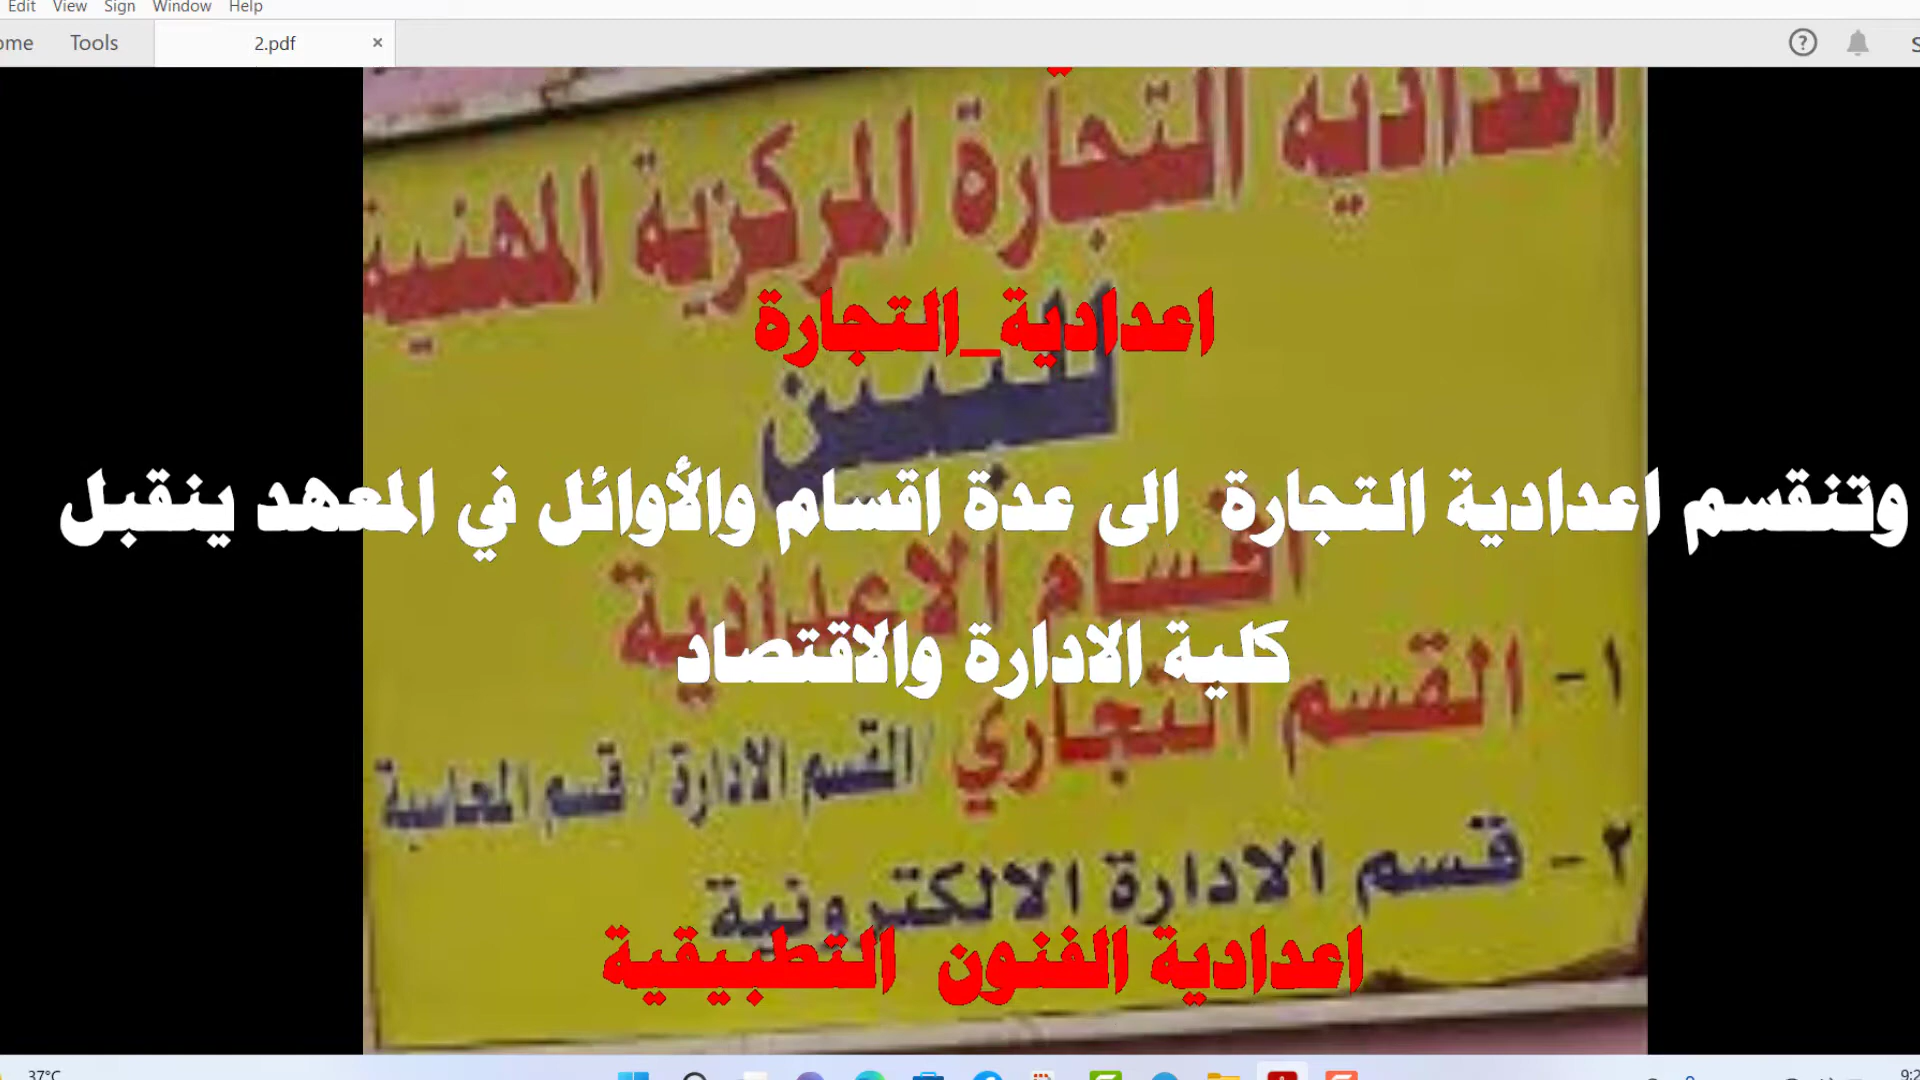 Edit View Sign Window Help
Tools 2.pdf
اعدادية التجارة المركزية المهنية
اعدادية_التجارة
للبنين
وتنقسم اعدادية التجارة الى عدة اقسام والأوائل في المعهد ينقبل
اقسام الاعدادية
كلية الادارة والاقتصاد
١- القسم التجاري / القسم الادارة / قسم المحاسبة
٢- قسم الادارة الالكترونية
اعدادية الفنون التطبيقية
37°C